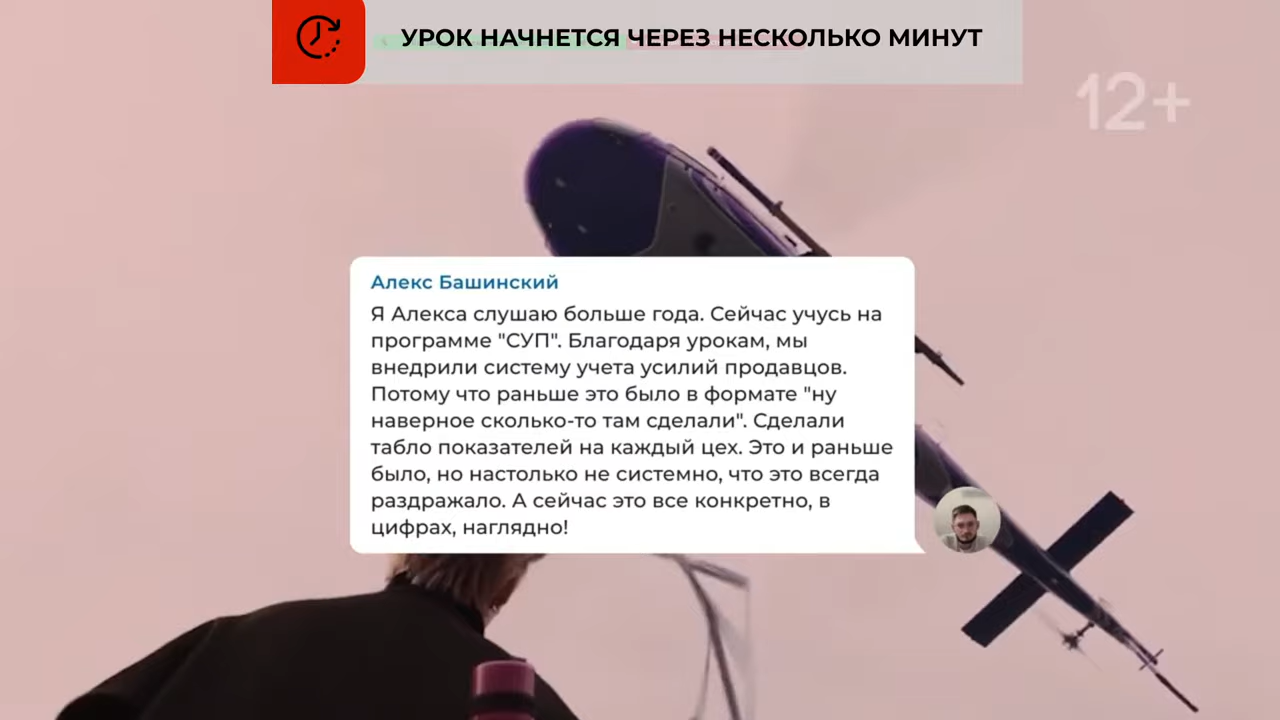 УРОК НАЧНЕТСЯ ЧЕРЕЗ НЕСКОЛЬКО МИНУТ
12+
Алекс Башинский
Я Алекса слушаю больше года. Сейчас учусь на
программе "СУП". Благодаря урокам, мы
внедрили систему учета усилий продавцов.
Потому что раньше это было в формате "ну
наверное сколько-то там сделали". Сделали
табло показателей на каждый цех. Это и раньше
было, но настолько не системно, что это всегда
раздражало. А сейчас это все конкретно, в
цифрах, наглядно!